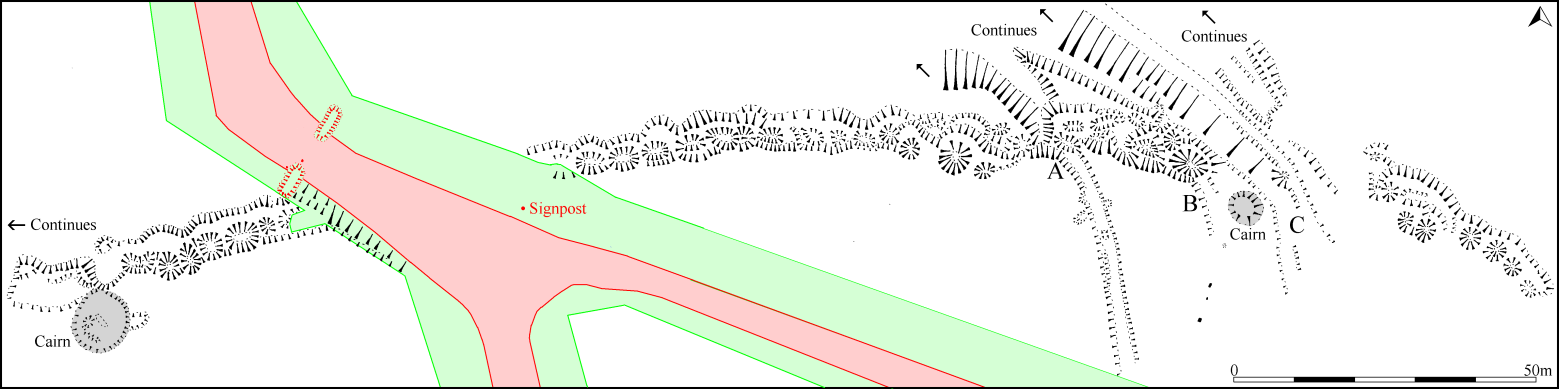 Continues
Continues
A
B
C
Signpost
Cairn
← Continues
Cairn
0
50m